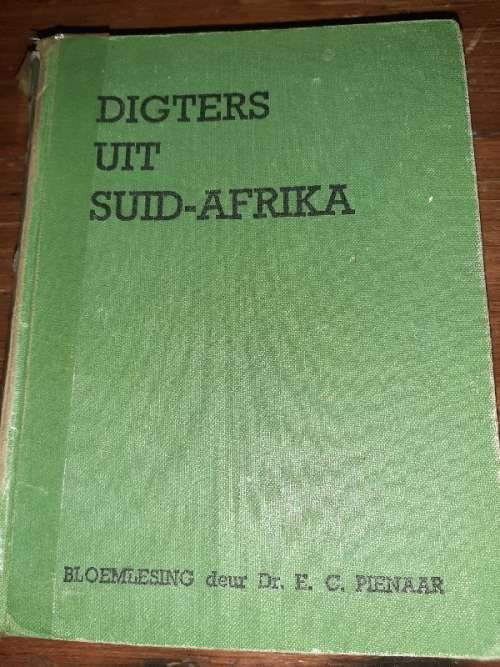 DIGTERS
UIT
SUID-AFRIKA
BLOEMLESING deur Dr. E. C. PIENAAR